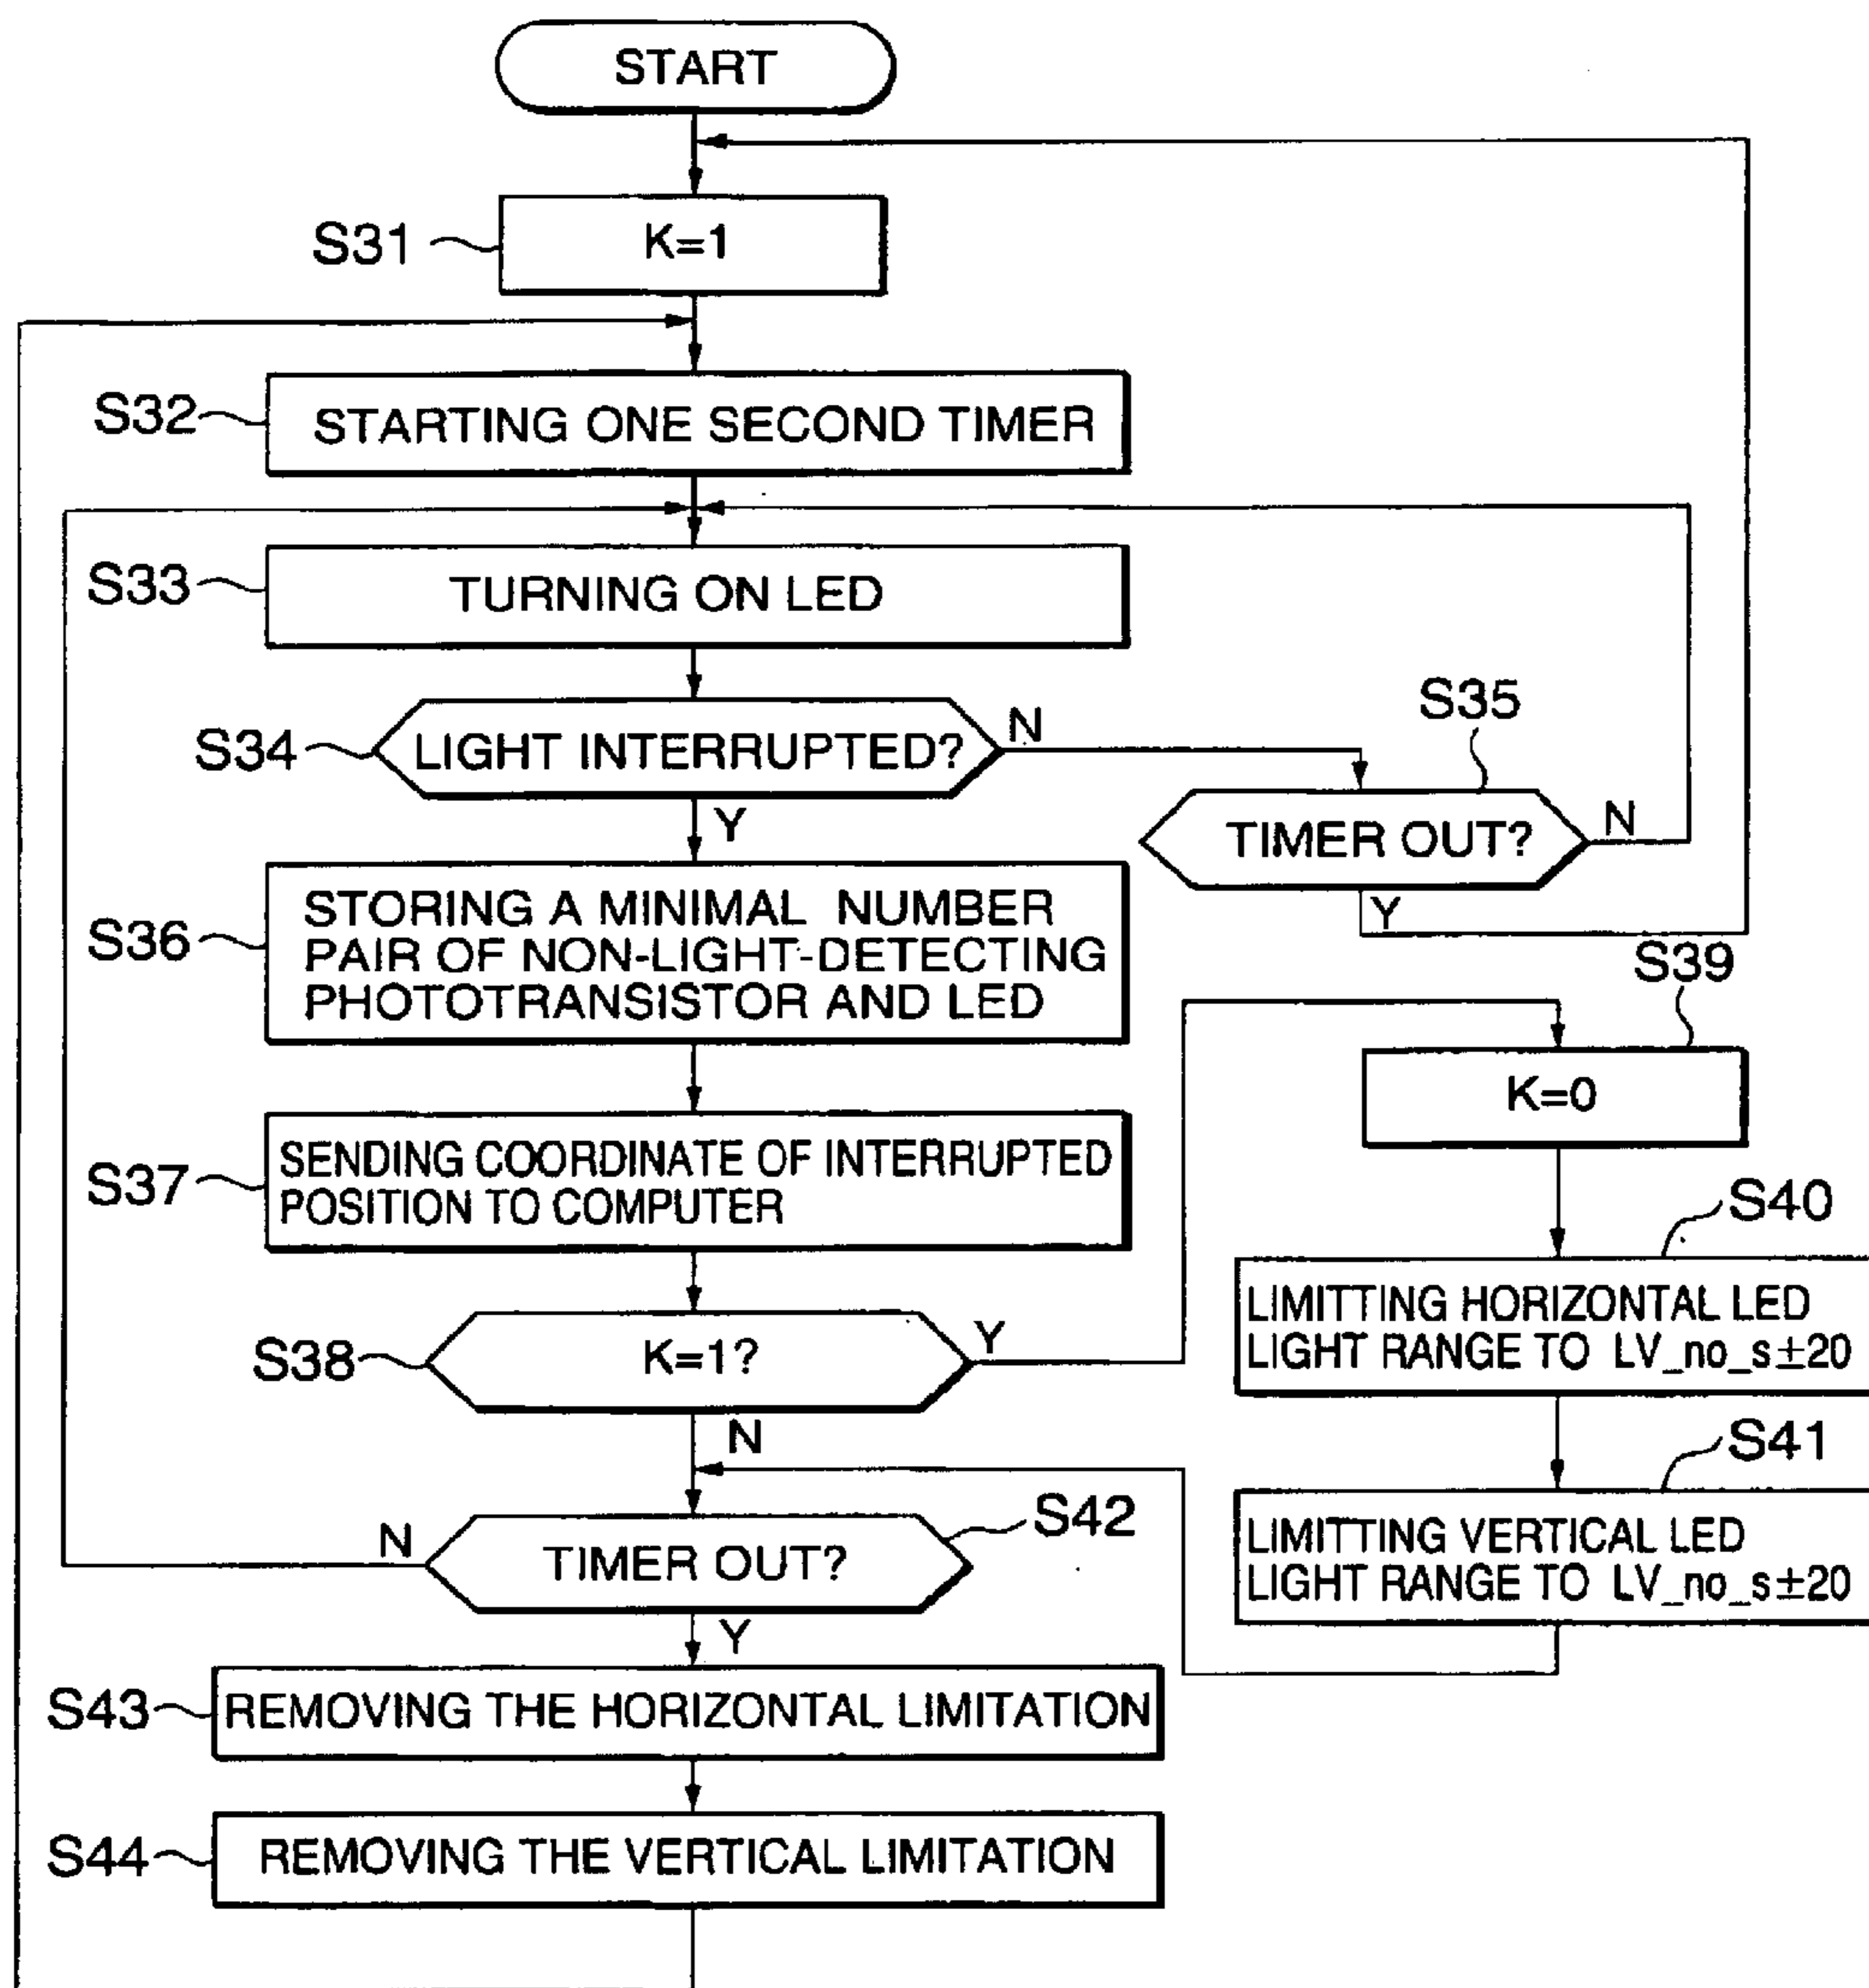 START
S31
K=1
S32
STARTING ONE SECOND TIMER
S33
TURNING ON LED
S34
LIGHT INTERRUPTED?
N
Y
S35
TIMER OUT?
N
Y
S36
STORING A MINIMAL NUMBER
PAIR OF NON-LIGHT-DETECTING
PHOTOTRANSISTOR AND LED
S37
SENDING COORDINATE OF INTERRUPTED
POSITION TO COMPUTER
S38
K=1?
Y
N
S39
K=0
S40
LIMITTING HORIZONTAL LED
LIGHT RANGE TO LV_no_s±20
S41
LIMITTING VERTICAL LED
LIGHT RANGE TO LV_no_s±20
S42
TIMER OUT?
N
Y
S43
REMOVING THE HORIZONTAL LIMITATION
S44
REMOVING THE VERTICAL LIMITATION